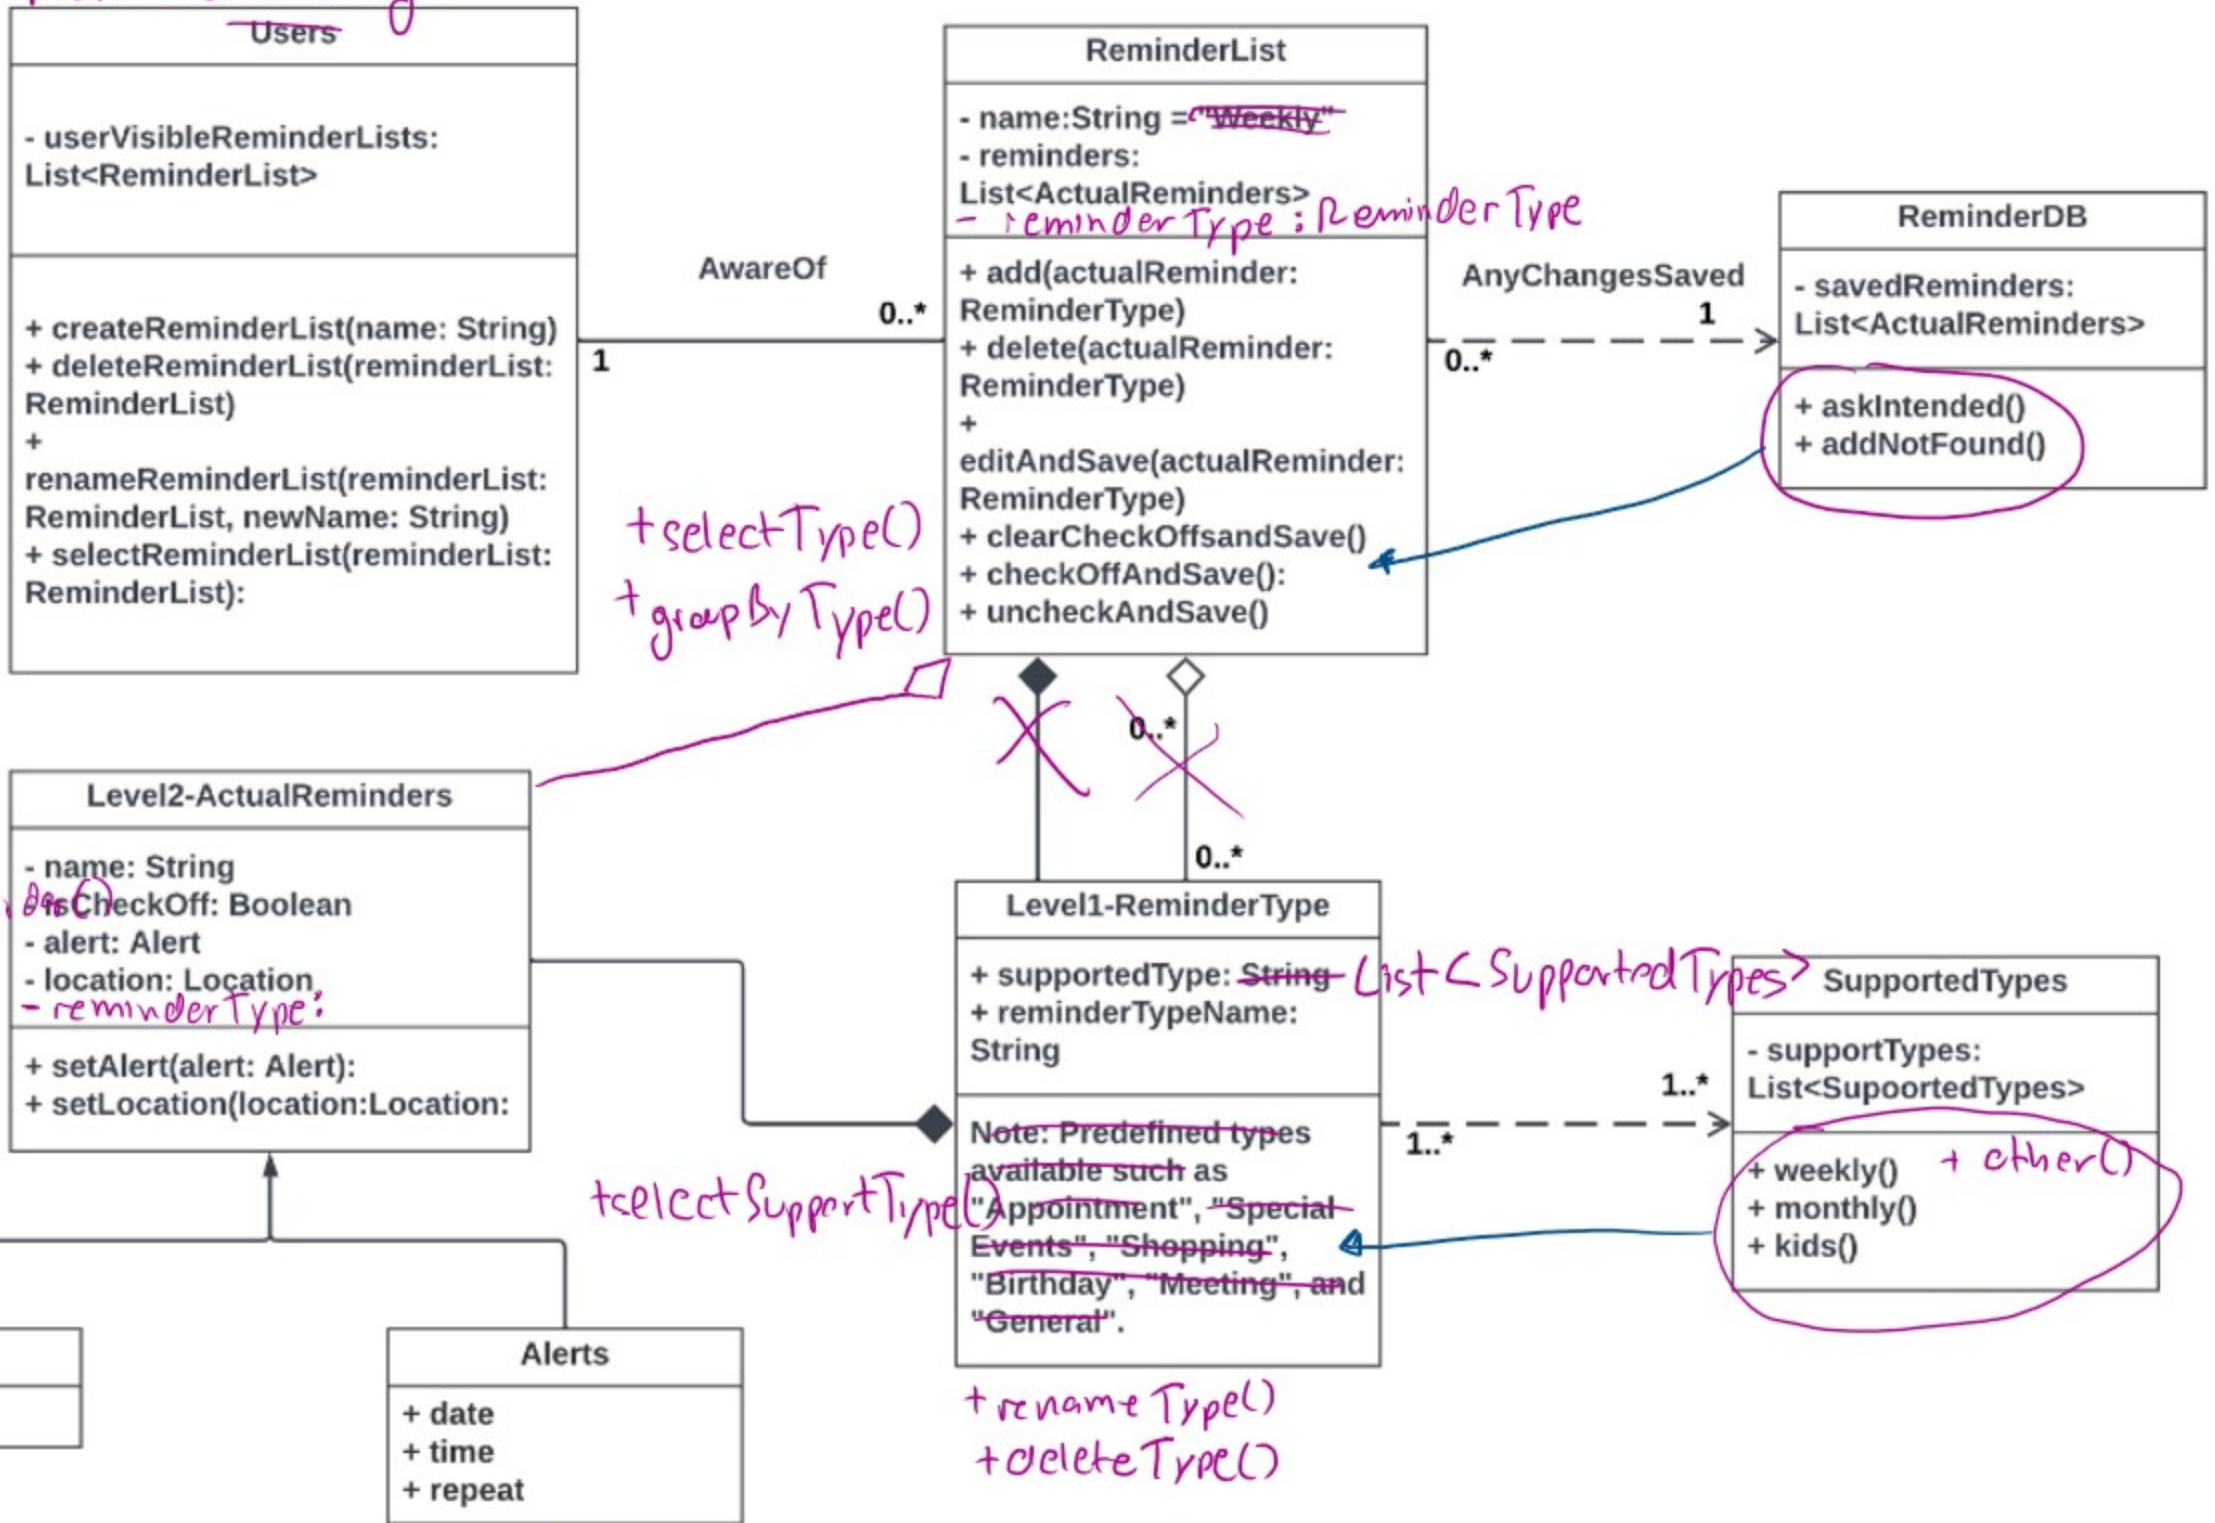 Users
- userVisibleReminderLists:
List<ReminderList>
+ createReminderList(name: String)
+ deleteReminderList(reminderList:
ReminderList)
+
renameReminderList(reminderList:
ReminderList, newName: String)
+ selectReminderList(reminderList:
ReminderList):
AwareOf
1
0..*
ReminderList
- name:String = "Weekly"
- reminders:
List<ActualReminders>
- reminderType : ReminderType
+ add(actualReminder:
ReminderType)
+ delete(actualReminder:
ReminderType)
+
editAndSave(actualReminder:
ReminderType)
+ clearCheckOffsandSave()
+ checkOffAndSave():
+ uncheckAndSave()
+selectType()
+groupByType()
AnyChangesSaved
0..*
1
ReminderDB
- savedReminders:
List<ActualReminders>
+ askIntended()
+ addNotFound()
0..*
0..*
Level2-ActualReminders
- name: String
- isCheckOff: Boolean
- alert: Alert
- location: Location
- reminderType:
+ setAlert(alert: Alert):
+ setLocation(location:Location:
Level1-ReminderType
+ supportedType: String List<SupportedTypes>
+ reminderTypeName:
String
Note: Predefined types
available such as
"Appointment", "Special
Events", "Shopping",
"Birthday", "Meeting", and
"General".
+selectSupportType()
+renameType()
+deleteType()
1..*
1..*
SupportedTypes
- supportTypes:
List<SupoortedTypes>
+ weekly() + other()
+ monthly()
+ kids()
Alerts
+ date
+ time
+ repeat